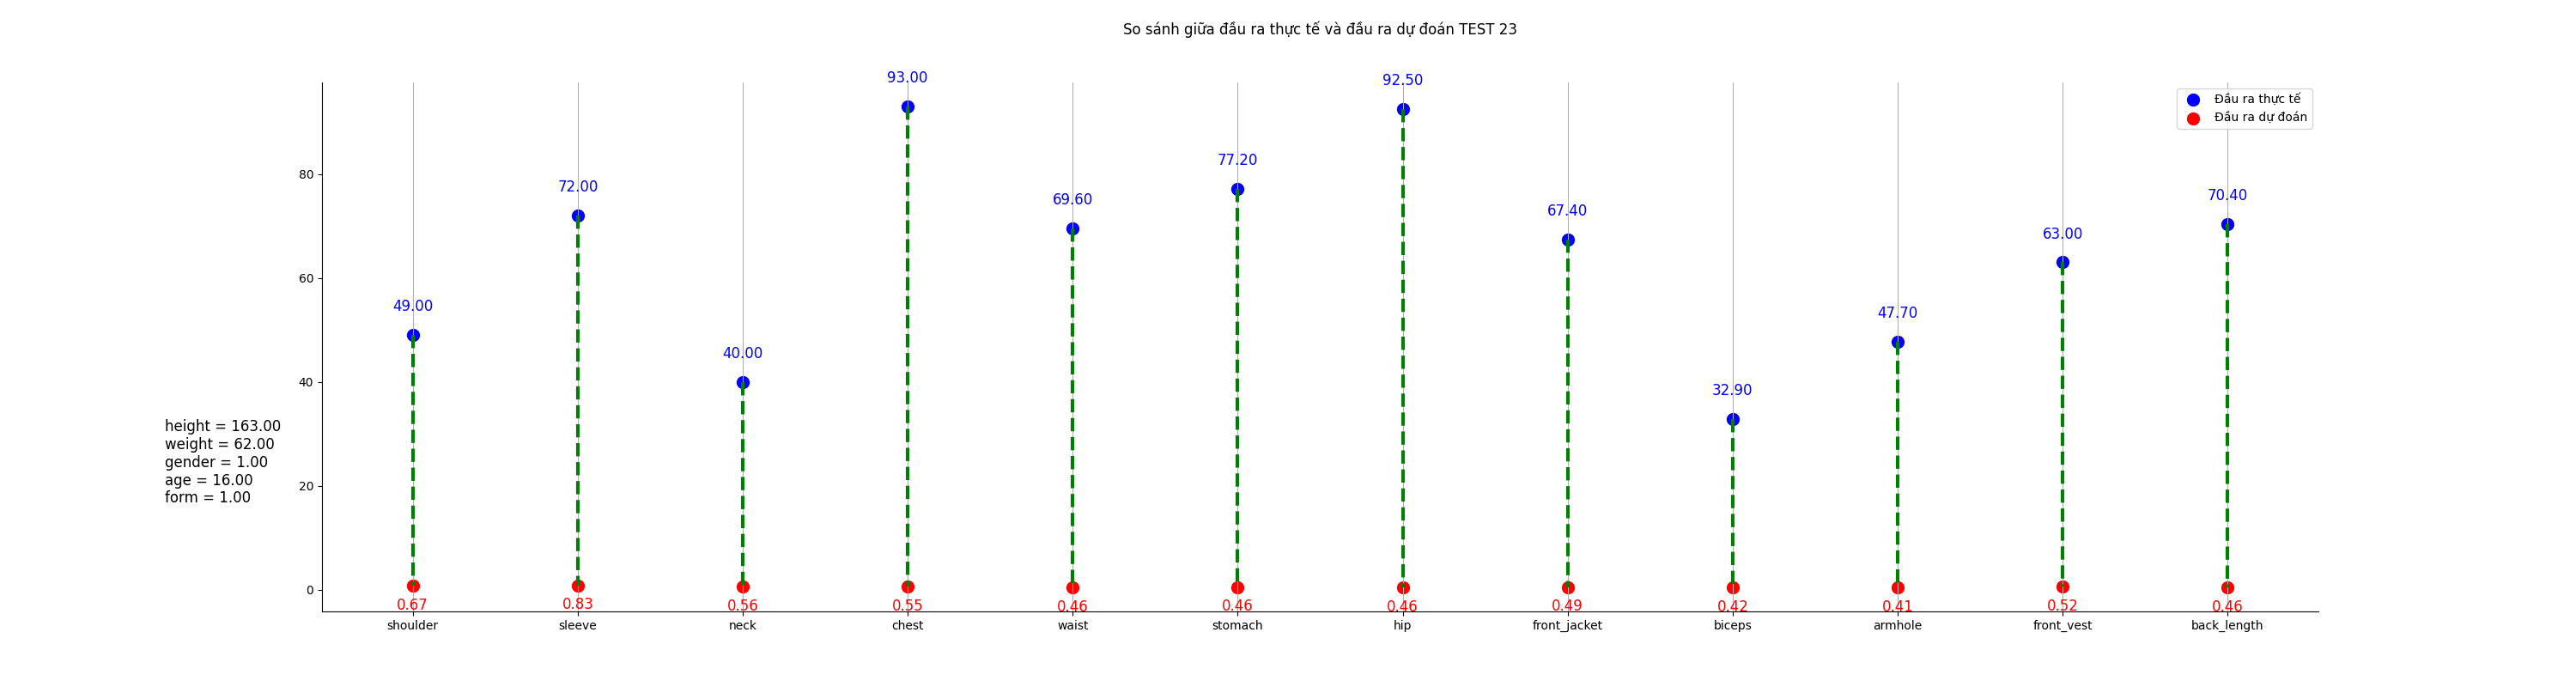 So sánh giữa đầu ra thực tế và đầu ra dự đoán TEST 23
Đầu ra thực tế
Đầu ra dự đoán
93.00
92.50
77.20
72.00
69.60
67.40
70.40
63.00
49.00
47.70
40.00
32.90
80
60
40
20
0
height = 163.00
weight = 62.00
gender = 1.00
age = 16.00
form = 1.00
0.67 0.83 0.56 0.55 0.46 0.46 0.46 0.49 0.42 0.41 0.52 0.46
shoulder sleeve neck chest waist stomach hip front_jacket biceps armhole front_vest back_length